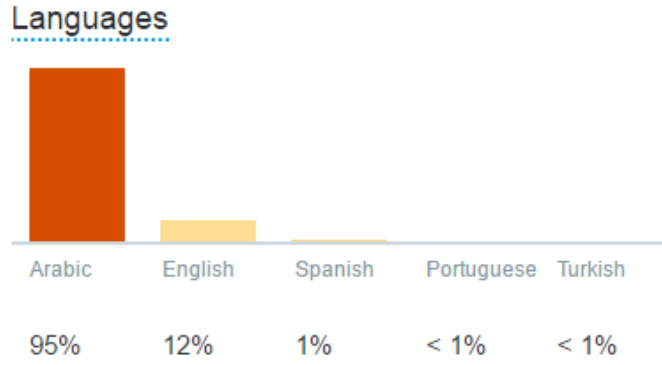 Languages
Arabic English Spanish Portuguese Turkish
95% 12% 1% < 1% < 1%